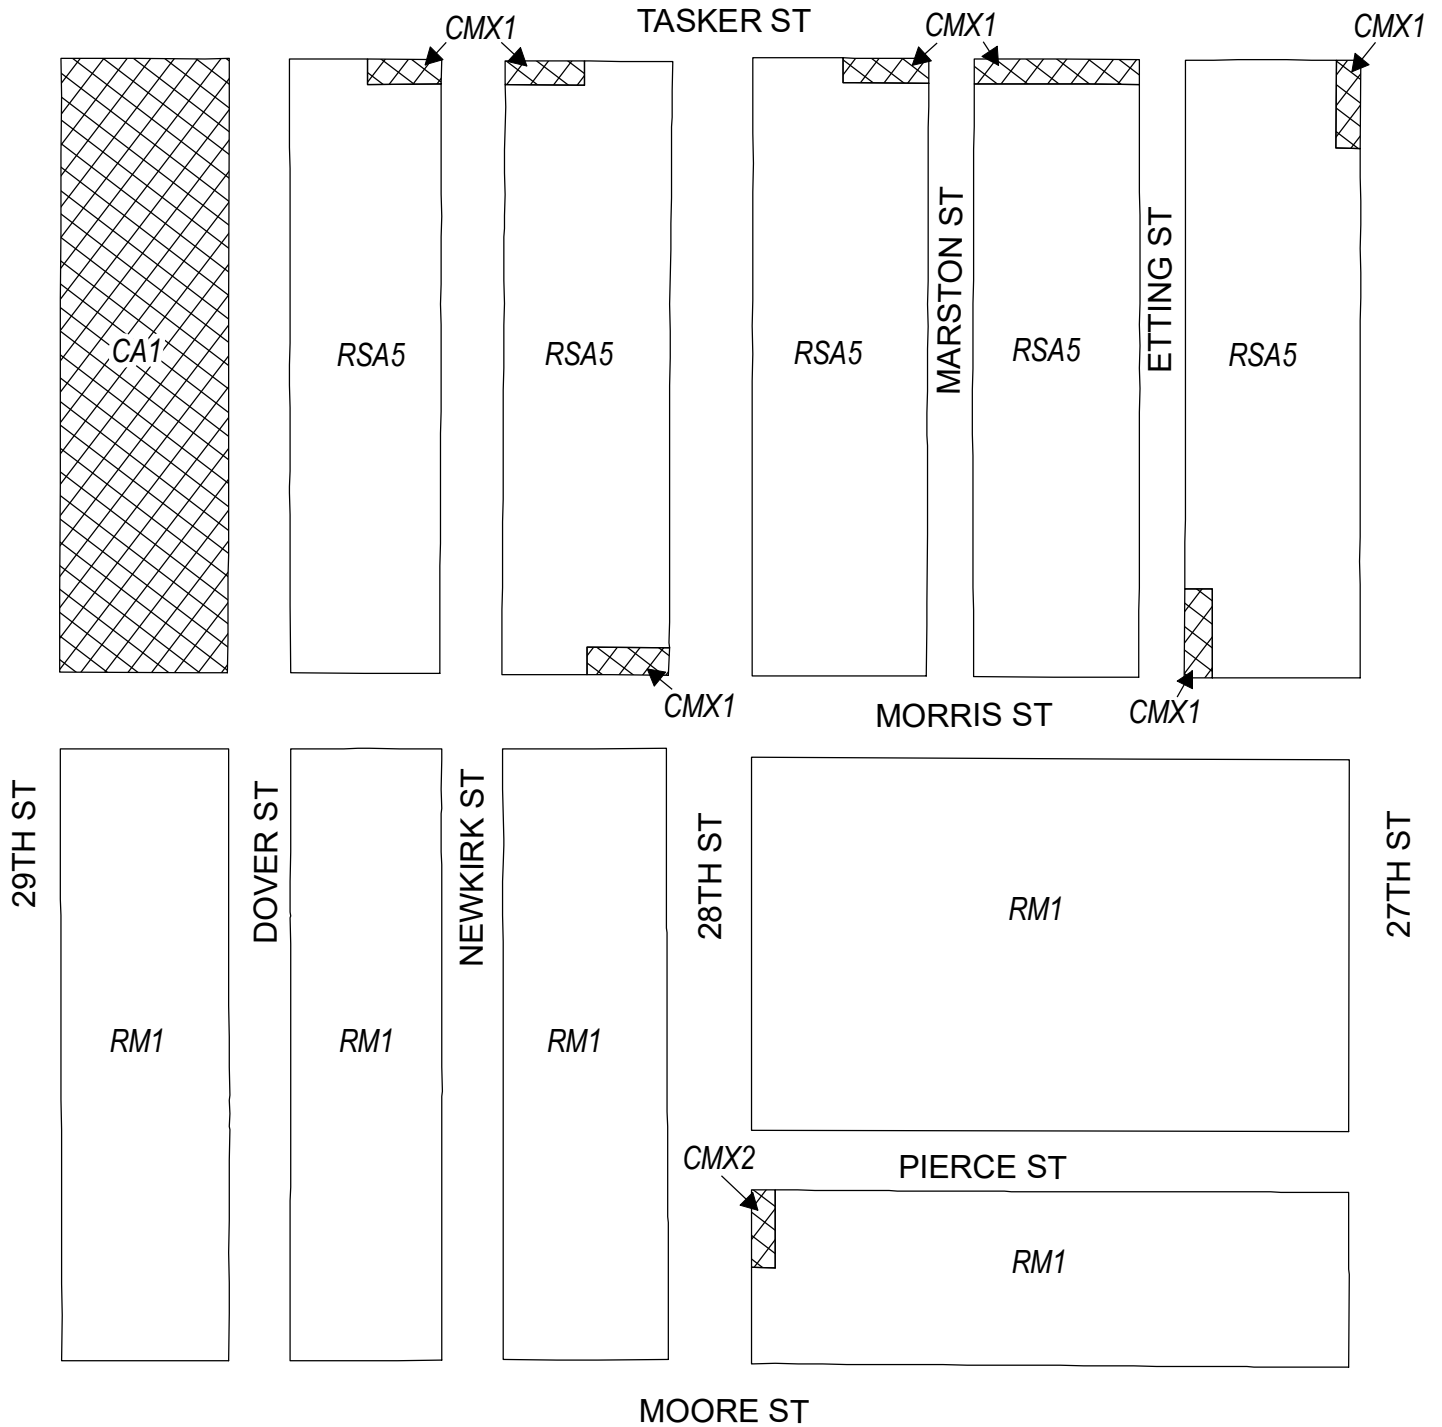 TASKER ST
CMX1
CMX1
CMX1
CA1
RSA5
RSA5
RSA5
MARSTON ST
RSA5
ETTING ST
RSA5
CMX1
MORRIS ST
CMX1
29TH ST
DOVER ST
NEWKIRK ST
28TH ST
RM1
27TH ST
RM1
RM1
RM1
CMX2
PIERCE ST
RM1
MOORE ST